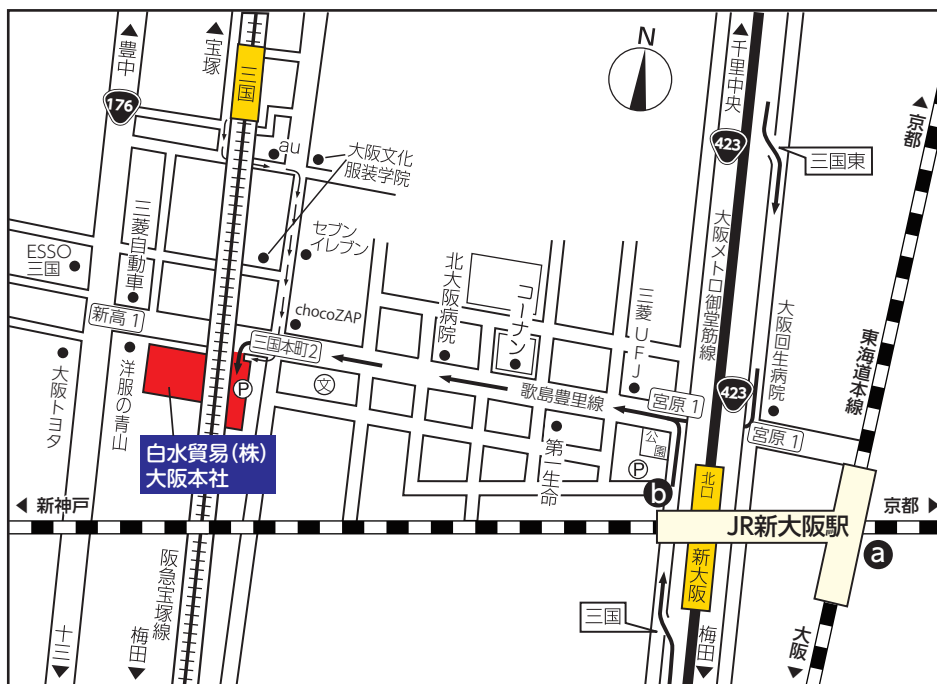 豊中
宝塚
三国
176
N
千里中央
423
三国東
京都
au
大阪文化
服装学院
セブン
イレブン
ESSO
三国
三菱自動車
新高1
chocoZAP
三国本町2
北大阪病院
コーナン
三菱UFJ
大阪メトロ御堂筋線
大阪回生病院
東海道本線
423
大阪トヨタ
洋服の青山
P
文
歌島豊里線
宮原1
宮原1
白水貿易(株)
大阪本社
第一生命
公園
P
b
北口
新神戸
京都
JR新大阪駅
a
新大阪
阪急宝塚線
三国
十三
梅田
梅田
大阪